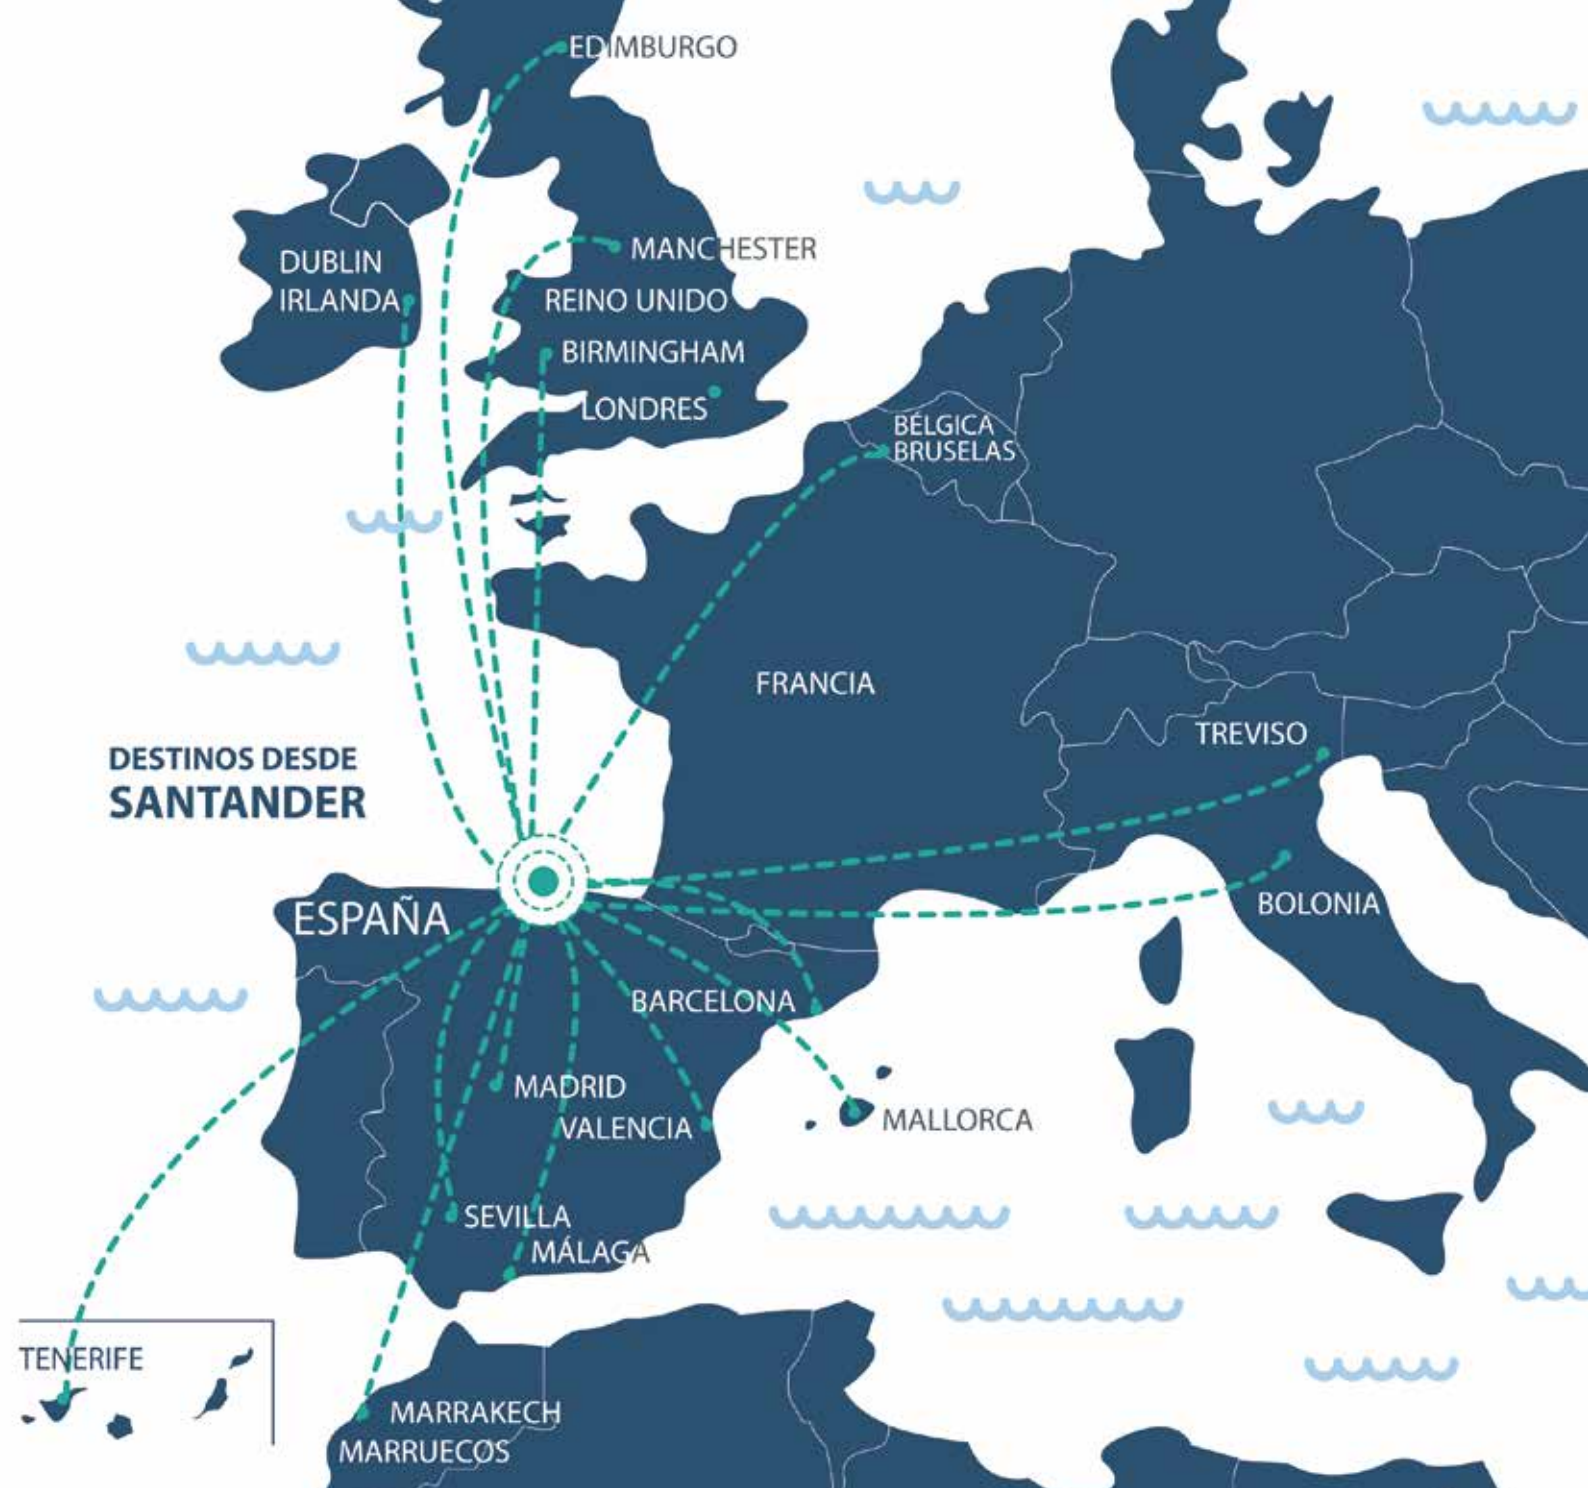 EDIMBURGO
MANCHESTER
DUBLIN
IRLANDA
REINO UNIDO
BIRMINGHAM
LONDRES
BÉLGICA
BRUSELAS
FRANCIA
TREVISO
DESTINOS DESDE
SANTANDER
ESPAÑA
BOLONIA
BARCELONA
MADRID
VALENCIA
MALLORCA
SEVILLA
MÁLAGA
TENERIFE
MARRAKECH
MARRUECOS